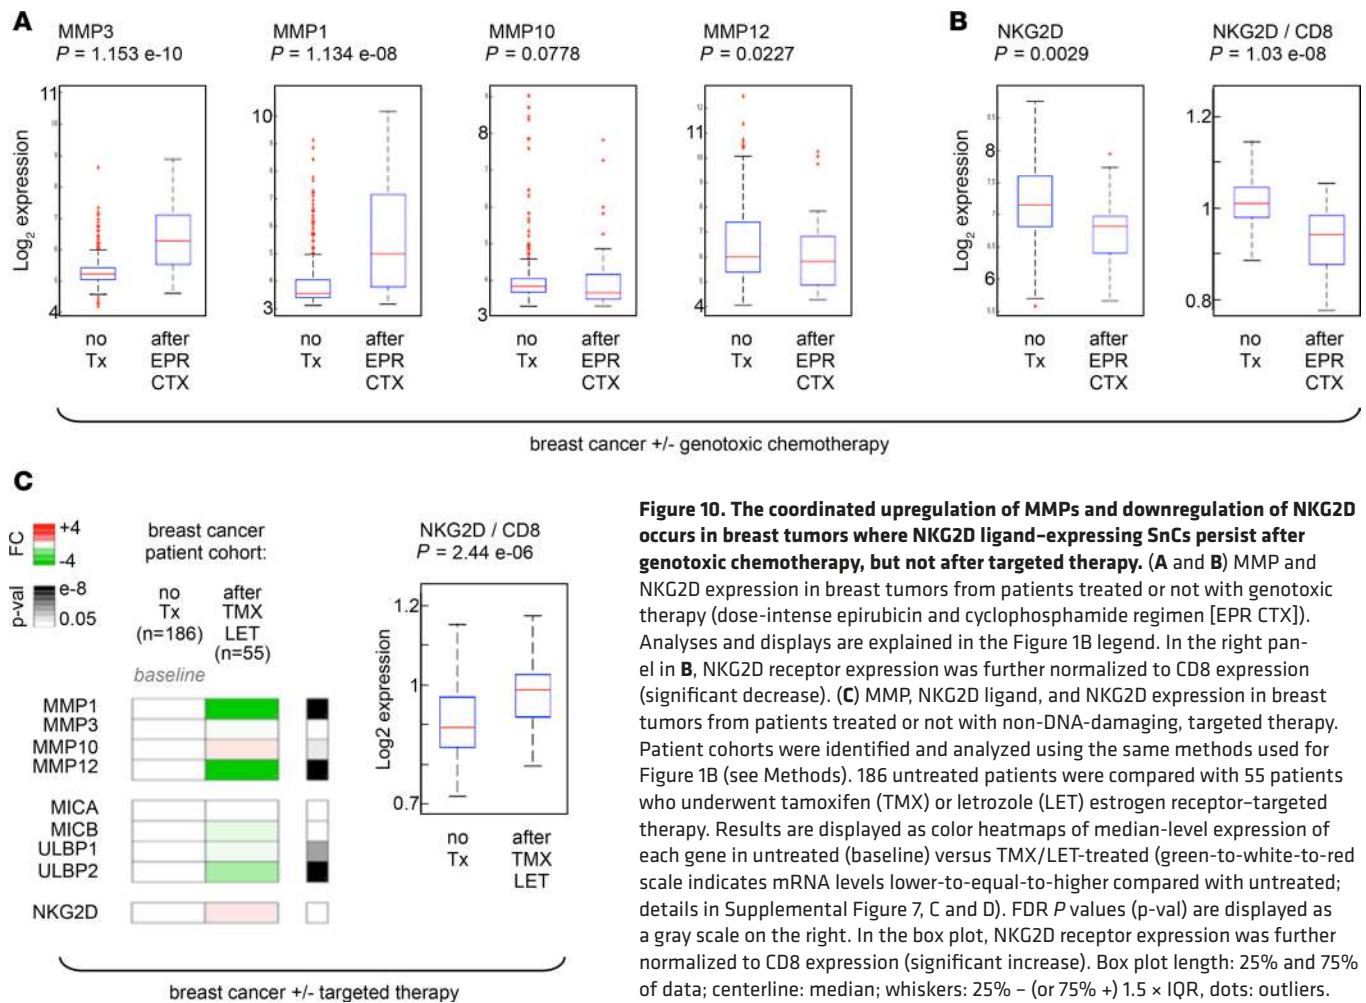 A
B
MMP3
P = 1.153 e-10
MMP1
P = 1.134 e-08
MMP10
P = 0.0778
MMP12
P = 0.0227
NKG2D
P = 0.0029
NKG2D / CD8
P = 1.03 e-08
Log2 expression
11
4
10
3
8
3
11
4
Log2 expression
8
6
1.2
1
0.8
no
Tx
after
EPR
CTX
no
Tx
after
EPR
CTX
no
Tx
after
EPR
CTX
no
Tx
after
EPR
CTX
no
Tx
after
EPR
CTX
no
Tx
after
EPR
CTX
breast cancer +/- genotoxic chemotherapy
C
FC
+4
-4
p-val
e-8
0.05
breast cancer
patient cohort:
no
Tx
(n=186)
after
TMX
LET
(n=55)
baseline
MMP1
MMP3
MMP10
MMP12
MICA
MICB
ULBP1
ULBP2
NKG2D
NKG2D / CD8
P = 2.44 e-06
Log2 expression
1.2
1
0.7
no
Tx
after
TMX
LET
breast cancer +/- targeted therapy
Figure 10. The coordinated upregulation of MMPs and downregulation of NKG2D
occurs in breast tumors where NKG2D ligand–expressing SnCs persist after
genotoxic chemotherapy, but not after targeted therapy. (A and B) MMP and
NKG2D expression in breast tumors from patients treated or not with genotoxic
therapy (dose-intense epirubicin and cyclophosphamide regimen [EPR CTX]).
Analyses and displays are explained in the Figure 1B legend. In the right pan-
el in B, NKG2D receptor expression was further normalized to CD8 expression
(significant decrease). (C) MMP, NKG2D ligand, and NKG2D expression in breast
tumors from patients treated or not with non-DNA-damaging, targeted therapy.
Patient cohorts were identified and analyzed using the same methods used for
Figure 1B (see Methods). 186 untreated patients were compared with 55 patients
who underwent tamoxifen (TMX) or letrozole (LET) estrogen receptor–targeted
therapy. Results are displayed as color heatmaps of median-level expression of
each gene in untreated (baseline) versus TMX/LET-treated (green-to-white-to-red
scale indicates mRNA levels lower-to-equal-to-higher compared with untreated;
details in Supplemental Figure 7, C and D). FDR P values (p-val) are displayed as
a gray scale on the right. In the box plot, NKG2D receptor expression was further
normalized to CD8 expression (significant increase). Box plot length: 25% and 75%
of data; centerline: median; whiskers: 25% – (or 75% +) 1.5 × IQR, dots: outliers.